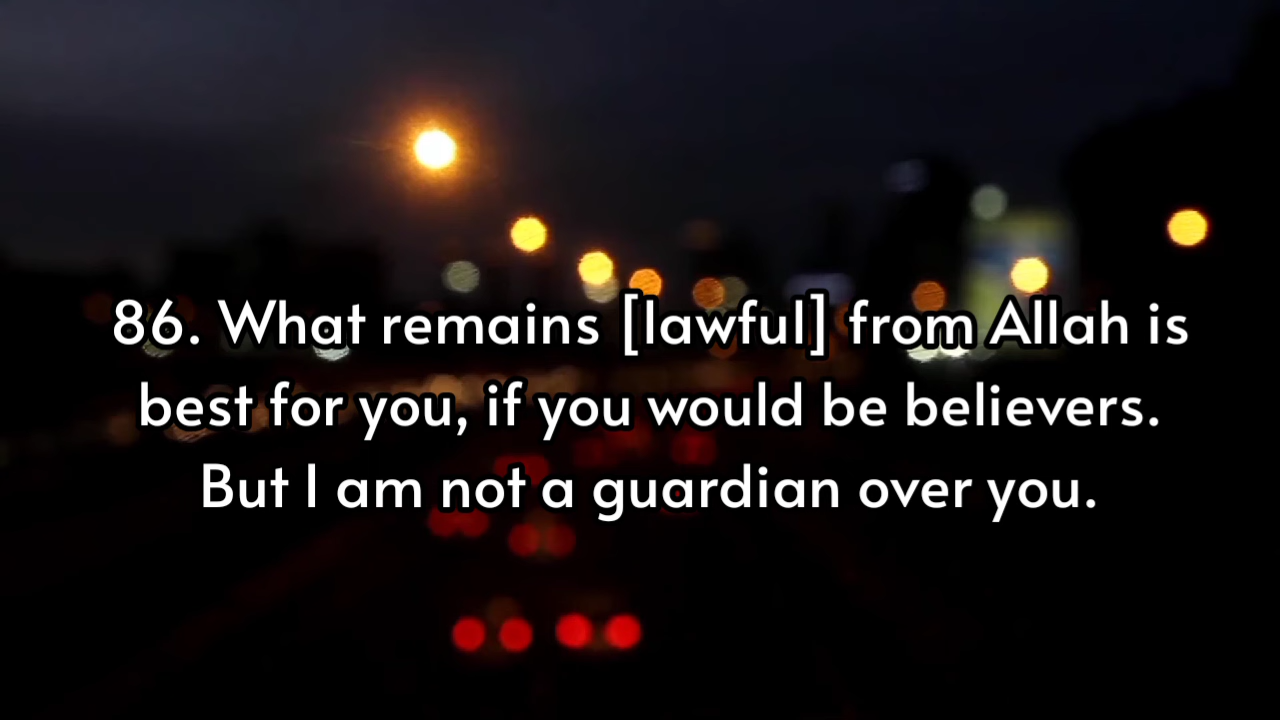 86. What remains [lawful] from Allah is
best for you, if you would be believers.
But I am not a guardian over you.